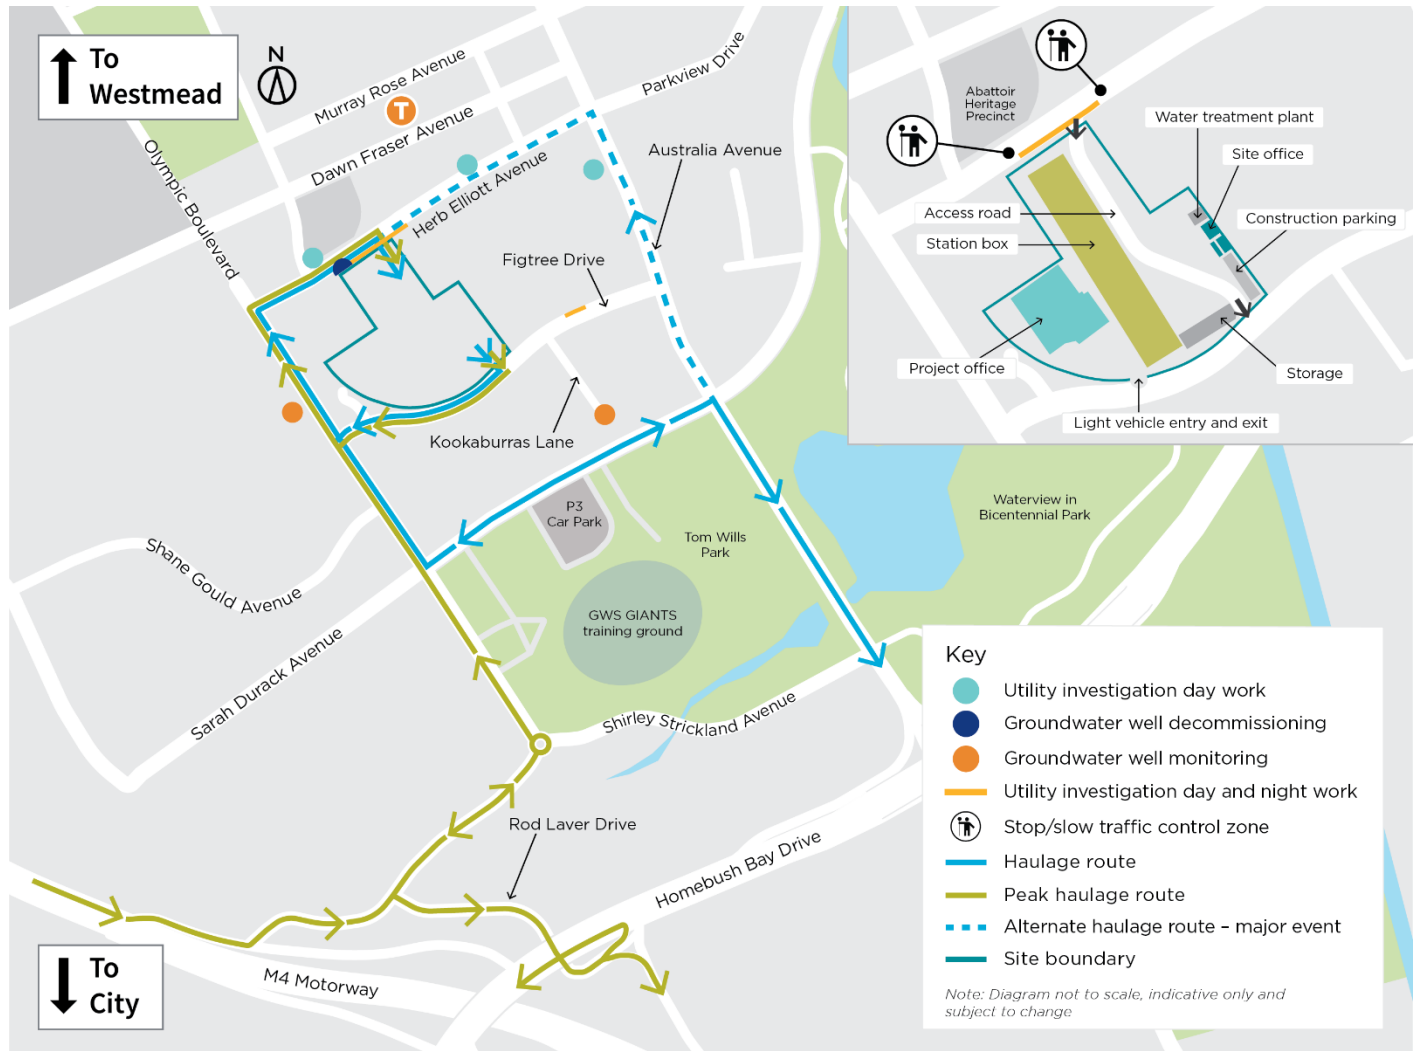 To
Westmead
N
Murray Rose Avenue
T
Dawn Fraser Avenue
Parkview Drive
Olympic Boulevard
Herb Elliott Avenue
Australia Avenue
Figtree Drive
Kookaburras Lane
P3
Car Park
Tom Wills
Park
GWS GIANTS
training ground
Waterview in
Bicentennial Park
Shane Gould Avenue
Sarah Durack Avenue
Shirley Strickland Avenue
Rod Laver Drive
Homebush Bay Drive
M4 Motorway
To
City
Abattoir
Heritage
Precinct
Water treatment plant
Site office
Construction parking
Access road
Station box
Project office
Storage
Light vehicle entry and exit
Key
Utility investigation day work
Groundwater well decommissioning
Groundwater well monitoring
Utility investigation day and night work
Stop/slow traffic control zone
Haulage route
Peak haulage route
Alternate haulage route – major event
Site boundary
Note: Diagram not to scale, indicative only and
subject to change